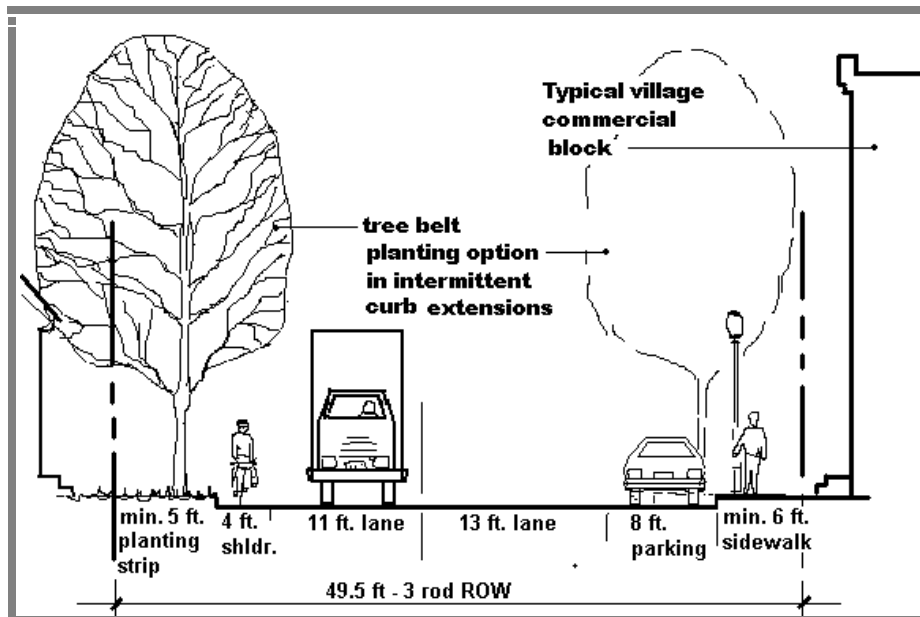 Typical village
commercial
block'
tree belt
planting option
in intermittent
curb extensions
min. 5 ft.
planting
strip
4 ft.
shldr.
11 ft. lane
13 ft. lane
8 ft.
parking
min. 6 ft.
sidewalk
49.5 ft - 3 rod ROW